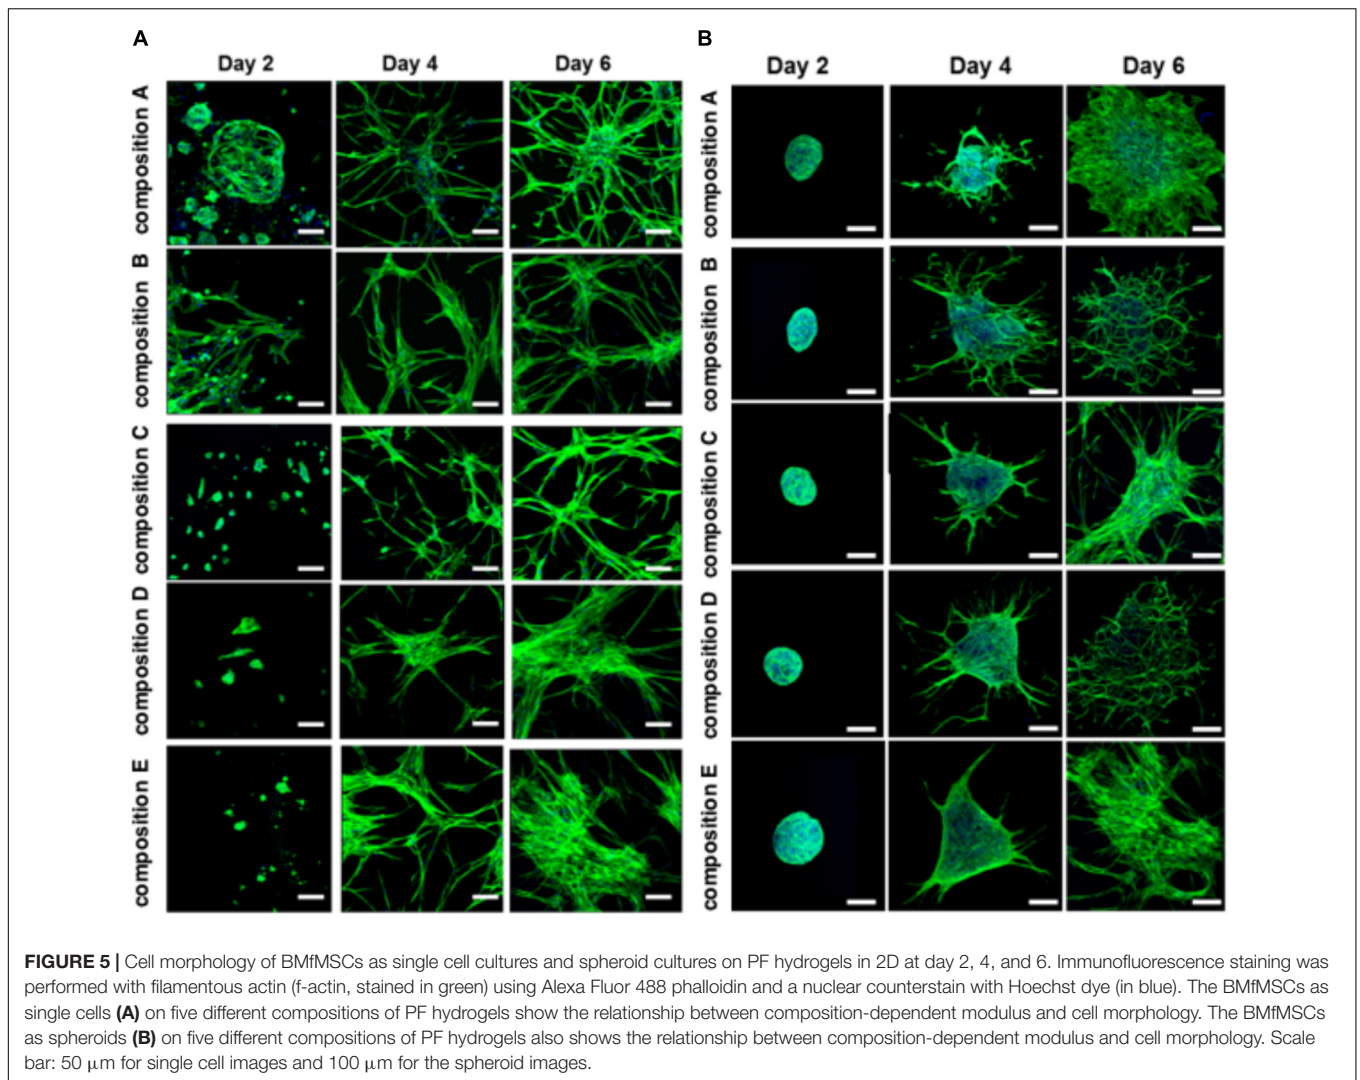 A
Day 2 Day 4 Day 6
composition A
composition B
composition C
composition D
composition E
B
Day 2 Day 4 Day 6
composition A
composition B
composition C
composition D
composition E
FIGURE 5 | Cell morphology of BMfMSCs as single cell cultures and spheroid cultures on PF hydrogels in 2D at day 2, 4, and 6. Immunofluorescence staining was
performed with filamentous actin (f-actin, stained in green) using Alexa Fluor 488 phalloidin and a nuclear counterstain with Hoechst dye (in blue). The BMfMSCs as
single cells (A) on five different compositions of PF hydrogels show the relationship between composition-dependent modulus and cell morphology. The BMfMSCs
as spheroids (B) on five different compositions of PF hydrogels also shows the relationship between composition-dependent modulus and cell morphology. Scale
bar: 50 μm for single cell images and 100 μm for the spheroid images.